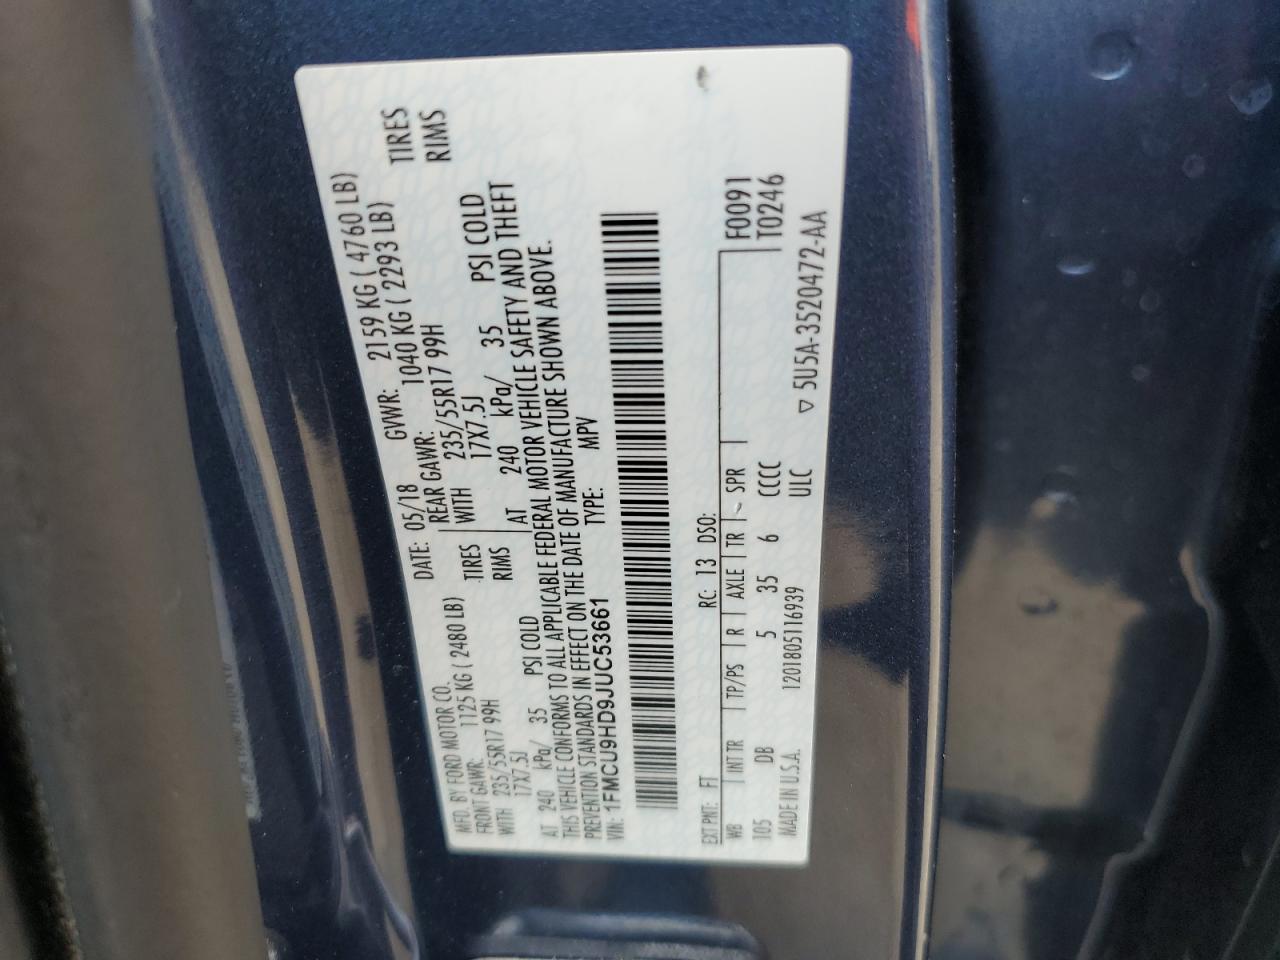 MFD. BY FORD MOTOR CO. DATE: 05/18 GVWR: 2159 KG ( 4760 LB)
FRONT GAWR: 1125 KG ( 2480 LB) REAR GAWR: 1040 KG ( 2293 LB)
WITH 235/55R17 99H TIRES WITH 235/55R17 99H TIRES
17X7.5J RIMS 17X7.5J RIMS
AT 240 kPa/ 35 PSI COLD AT 240 kPa/ 35 PSI COLD
THIS VEHICLE CONFORMS TO ALL APPLICABLE FEDERAL MOTOR VEHICLE SAFETY AND THEFT
PREVENTION STANDARDS IN EFFECT ON THE DATE OF MANUFACTURE SHOWN ABOVE.
VIN: 1FMCU9HD9JUC53661 TYPE: MPV
EXT PNT: FT RC: 13 DSO: F0091
WB INT TR TP/PS R AXLE TR SPR T0246
105 DB 5 35 6 CCCC
MADE IN U.S.A. 1201805116939 ULC ▽ 5U5A-3520472-AA